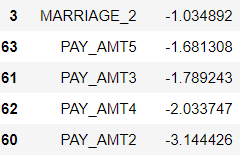 3 MARRIAGE_2 -1.034892
63 PAY_AMT5 -1.681308
61 PAY_AMT3 -1.789243
62 PAY_AMT4 -2.033747
60 PAY_AMT2 -3.144426